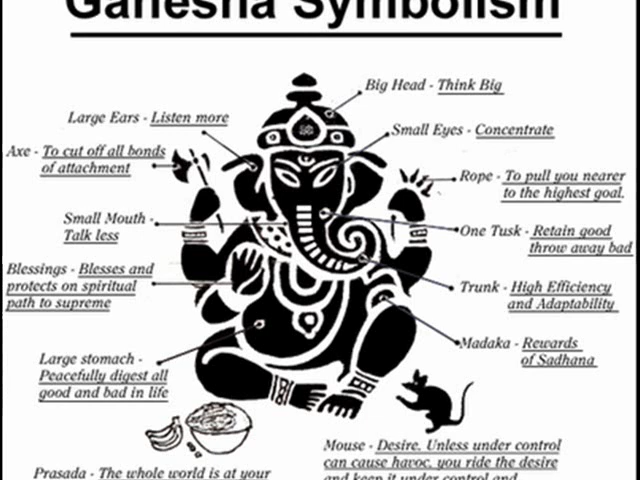 Ganesha Symbolism
Big Head - Think Big
Large Ears - Listen more
Small Eyes - Concentrate
Axe - To cut off all bonds
of attachment
Rope - To pull you nearer
to the highest goal.
Small Mouth -
Talk less
One Tusk - Retain good
throw away bad
Blessings - Blesses and
protects on spiritual
path to supreme
Trunk - High Efficiency
and Adaptability
Madaka - Rewards
of Sadhana
Large stomach -
Peacefully digest all
good and bad in life
Mouse - Desire. Unless under control
can cause havoc. you ride the desire
and keep it under control and
Prasada - The whole world is at your